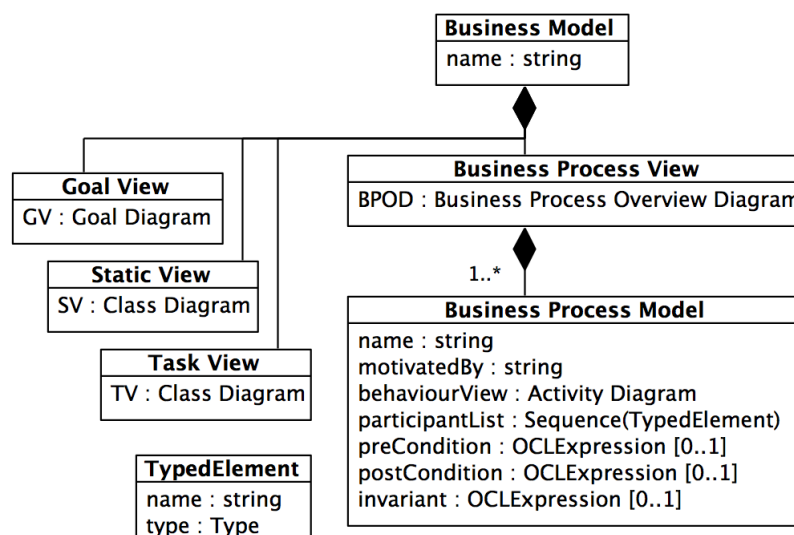 Business Model
name : string
Goal View
GV : Goal Diagram
Business Process View
BPOD : Business Process Overview Diagram
Static View
SV : Class Diagram
1..*
Business Process Model
name : string
motivatedBy : string
behaviourView : Activity Diagram
participantList : Sequence(TypedElement)
preCondition : OCLExpression [0..1]
postCondition : OCLExpression [0..1]
invariant : OCLExpression [0..1]
Task View
TV : Class Diagram
TypedElement
name : string
type : Type